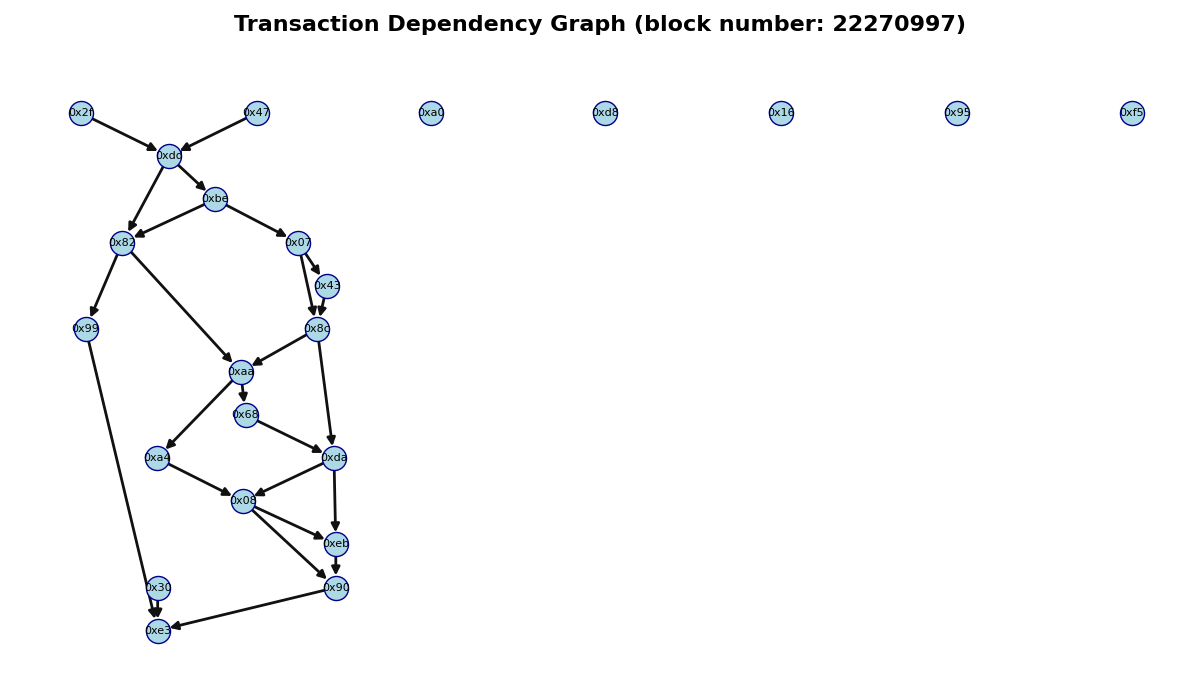 Transaction Dependency Graph (block number: 22270997)
0x2f 0x47 0xa0 0xd8 0x16 0x95 0xf5
0xdc
0xbe
0x82 0x07
0x43
0x99 0x8c
0xaa
0x68
0xa4 0xda
0x08
0xeb
0x30 0x90
0xe3